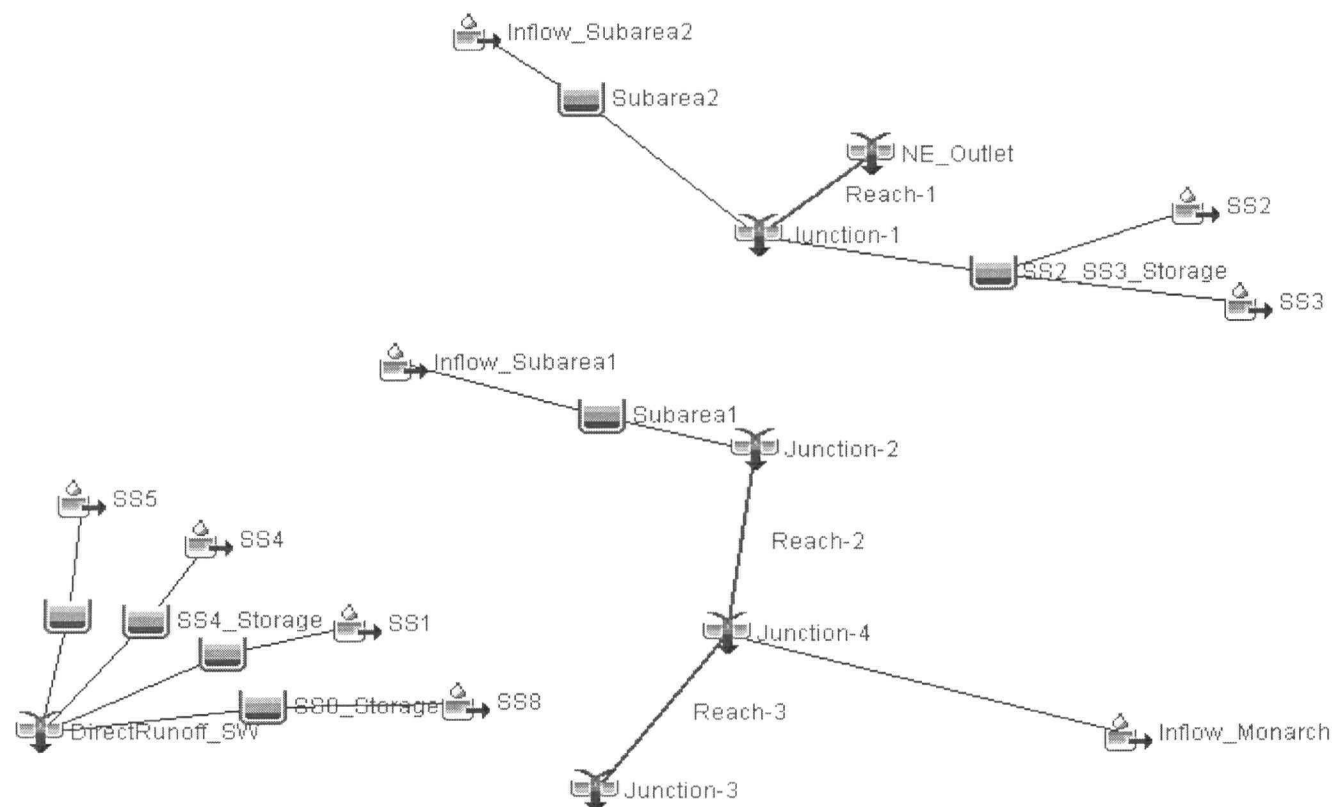 Inflow_Subarea2
Subarea2
NE_Outlet
Reach-1
SS2
Junction-1
SS2_SS3_Storage
SS3
Inflow_Subarea1
Subarea1
Junction-2
SS5
SS4
Reach-2
SS4_Storage
SS1
Junction-4
SS8_Storage
SS8
Reach-3
DirectRunoff_SW
Inflow_Monarch
Junction-3